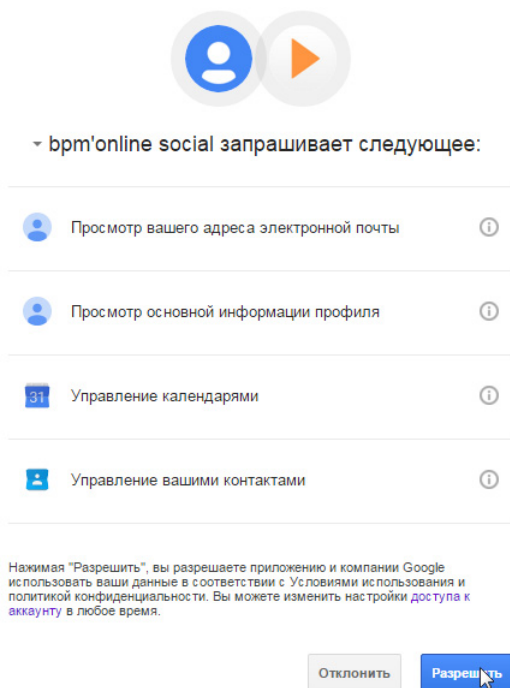 bpm'online social запрашивает следующее:
Просмотр вашего адреса электронной почты
Просмотр основной информации профиля
31
Управление календарями
Управление вашими контактами
Нажимая "Разрешить", вы разрешаете приложению и компании Google
использовать ваши данные в соответствии с Условиями использования и
политикой конфиденциальности. Вы можете изменить настройки доступа к
аккаунту в любое время.
Отклонить
Разрешить